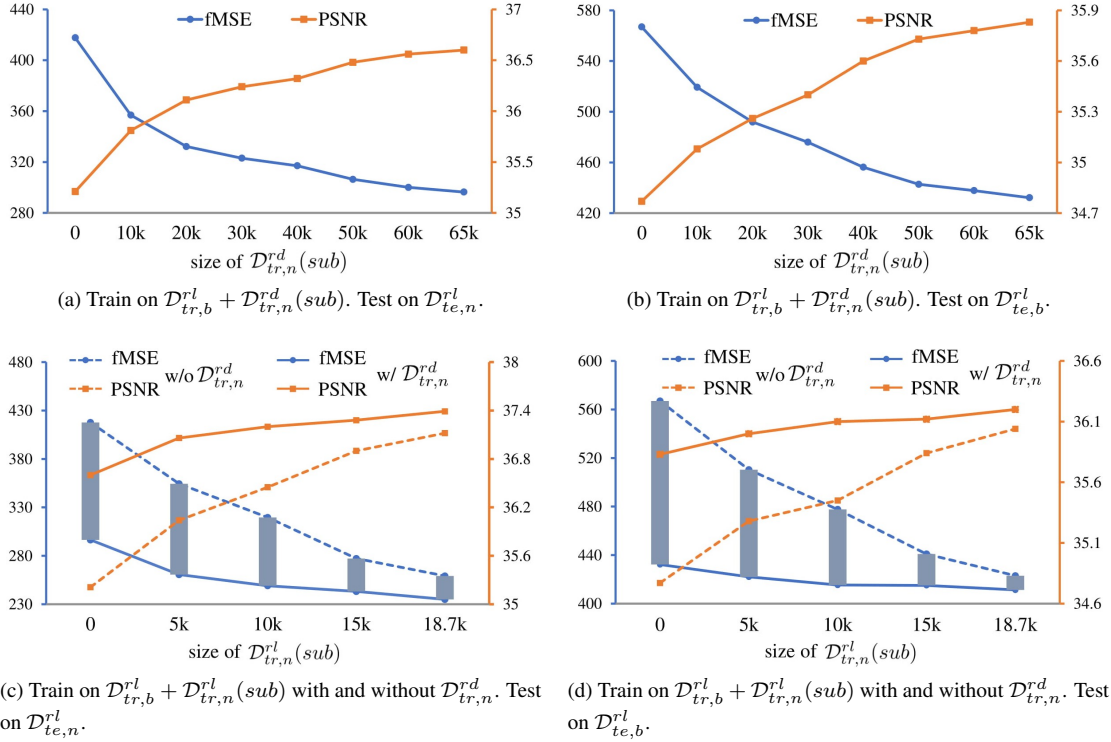 fMSE PSNR
440 400 360 320 280
37 36.5 36 35.5 35
0 10k 20k 30k 40k 50k 60k 65k
size of 𝒟^{rd}_{tr,n}(sub)
(a) Train on 𝒟^{rl}_{tr,b} + 𝒟^{rd}_{tr,n}(sub). Test on 𝒟^{rl}_{te,n}.
fMSE PSNR
580 540 500 460 420
35.9 35.6 35.3 35 34.7
0 10k 20k 30k 40k 50k 60k 65k
size of 𝒟^{rd}_{tr,n}(sub)
(b) Train on 𝒟^{rl}_{tr,b} + 𝒟^{rd}_{tr,n}(sub). Test on 𝒟^{rl}_{te,b}.
fMSE PSNR w/o 𝒟^{rd}_{tr,n}
fMSE PSNR w/ 𝒟^{rd}_{tr,n}
480 430 380 330 280 230
38 37.4 36.8 36.2 35.6 35
0 5k 10k 15k 18.7k
size of 𝒟^{rl}_{tr,n}(sub)
(c) Train on 𝒟^{rl}_{tr,b} + 𝒟^{rl}_{tr,n}(sub) with and without 𝒟^{rd}_{tr,n}. Test
on 𝒟^{rl}_{te,n}.
fMSE PSNR w/o 𝒟^{rd}_{tr,n}
fMSE PSNR w/ 𝒟^{rd}_{tr,n}
600 560 520 480 440 400
36.6 36.1 35.6 35.1 34.6
0 5k 10k 15k 18.7k
size of 𝒟^{rl}_{tr,n}(sub)
(d) Train on 𝒟^{rl}_{tr,b} + 𝒟^{rl}_{tr,n}(sub) with and without 𝒟^{rd}_{tr,n}. Test
on 𝒟^{rl}_{te,b}.